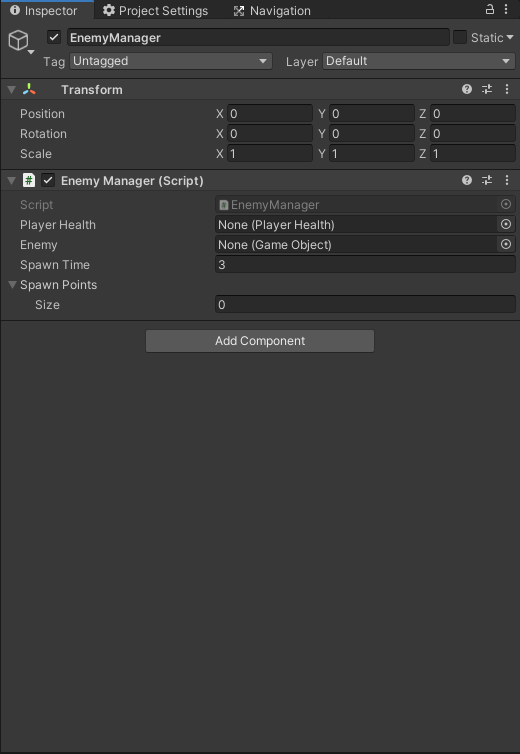 Inspector Project Settings Navigation
EnemyManager Static
Tag Untagged Layer Default
Transform
Position X 0 Y 0 Z 0
Rotation X 0 Y 0 Z 0
Scale X 1 Y 1 Z 1
# Enemy Manager (Script)
Script # EnemyManager
Player Health None (Player Health)
Enemy None (Game Object)
Spawn Time 3
Spawn Points
Size 0
Add Component